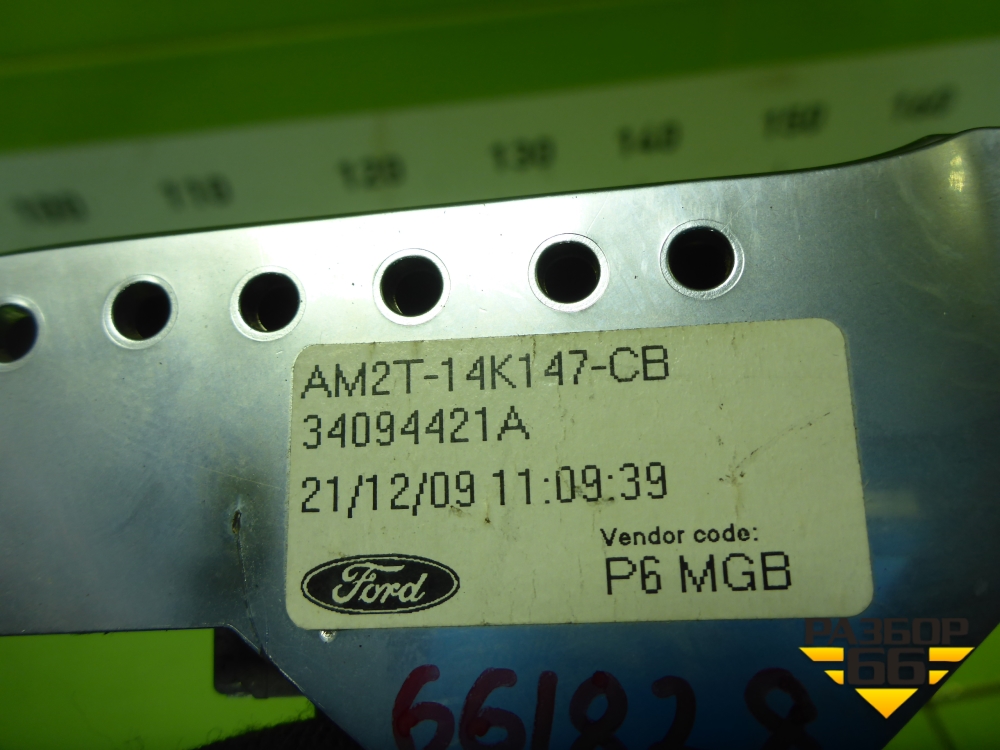 100 110 120 130 140 150 160
AM2T-14K147-CB
34094421A
21/12/09 11:09:39
Vendor code:
P6 MGB
Ford
РАЗБОР
66
661828